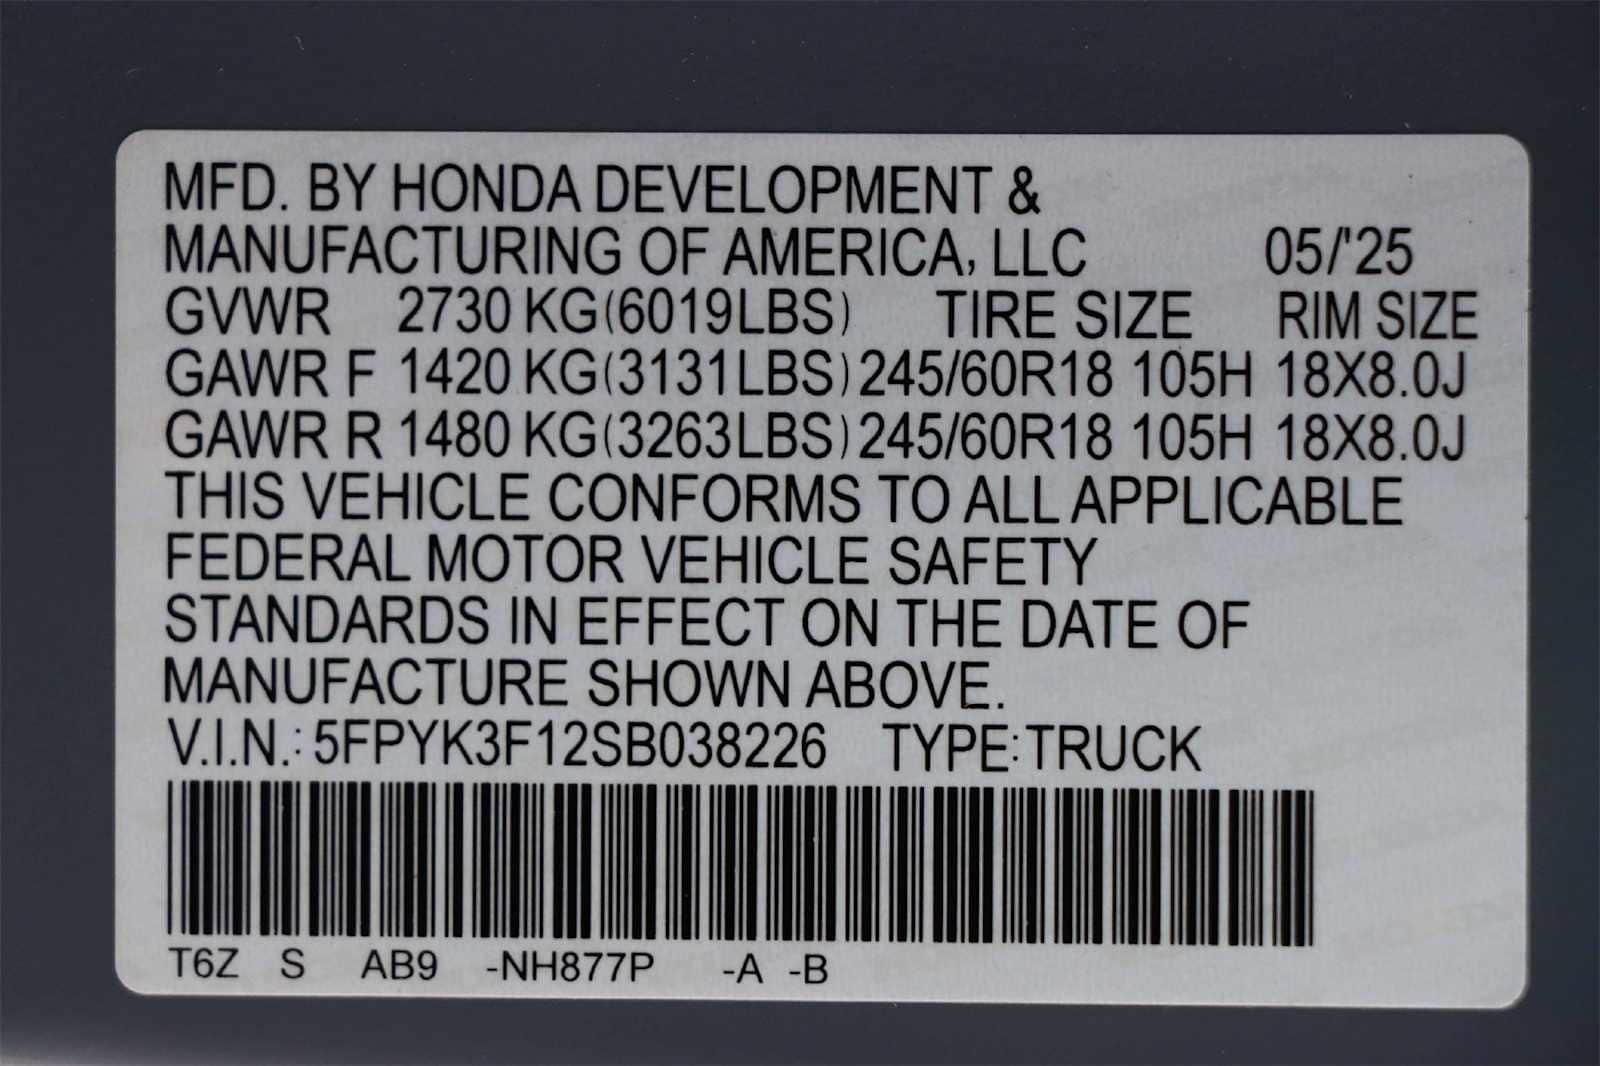 MFD. BY HONDA DEVELOPMENT &
MANUFACTURING OF AMERICA, LLC 05/'25
GVWR 2730 KG(6019LBS) TIRE SIZE RIM SIZE
GAWR F 1420 KG(3131LBS) 245/60R18 105H 18X8.0J
GAWR R 1480 KG(3263LBS) 245/60R18 105H 18X8.0J
THIS VEHICLE CONFORMS TO ALL APPLICABLE
FEDERAL MOTOR VEHICLE SAFETY
STANDARDS IN EFFECT ON THE DATE OF
MANUFACTURE SHOWN ABOVE.
V.I.N.: 5FPYK3F12SB038226 TYPE: TRUCK
T6Z S AB9 -NH877P -A -B